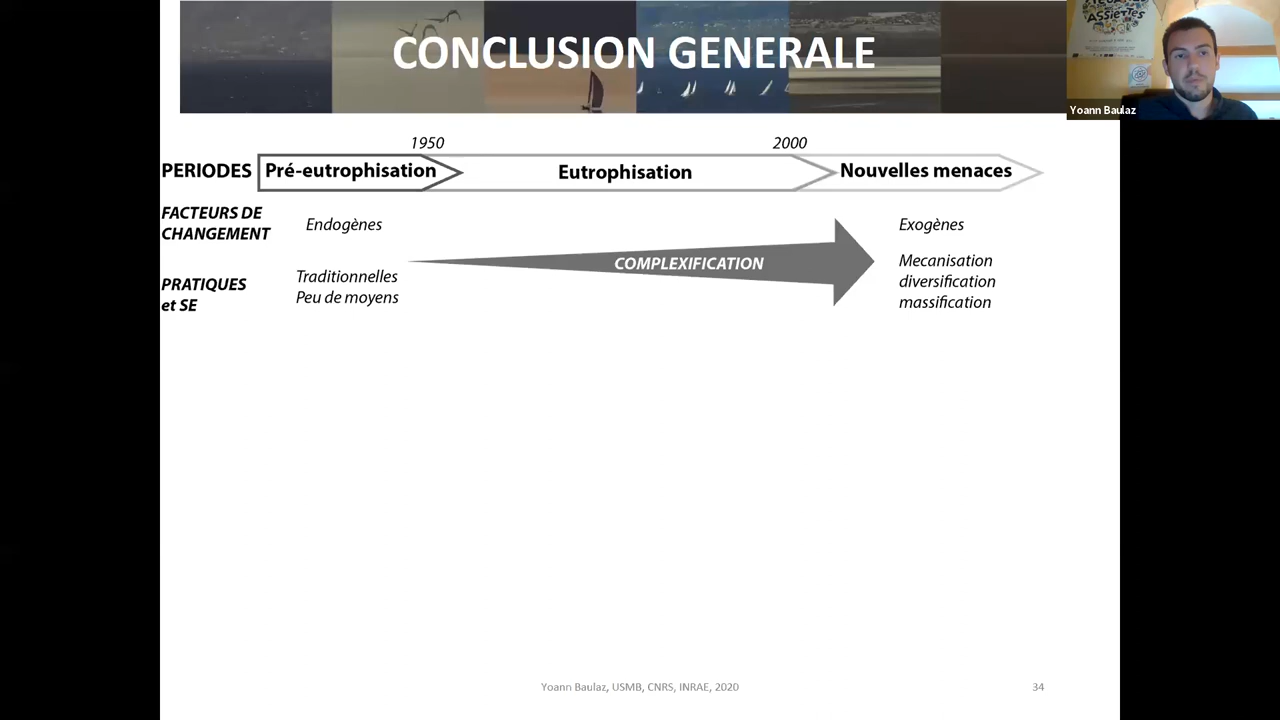 CONCLUSION GENERALE
ASSIETTES
Yoann Baulaz
1950
2000
PERIODES
Pré-eutrophisation
Eutrophisation
Nouvelles menaces
FACTEURS DE
CHANGEMENT
Endogènes
Exogènes
COMPLEXIFICATION
PRATIQUES
et SE
Traditionnelles
Peu de moyens
Mecanisation
diversification
massification
Yoann Baulaz, USMB, CNRS, INRAE, 2020
34